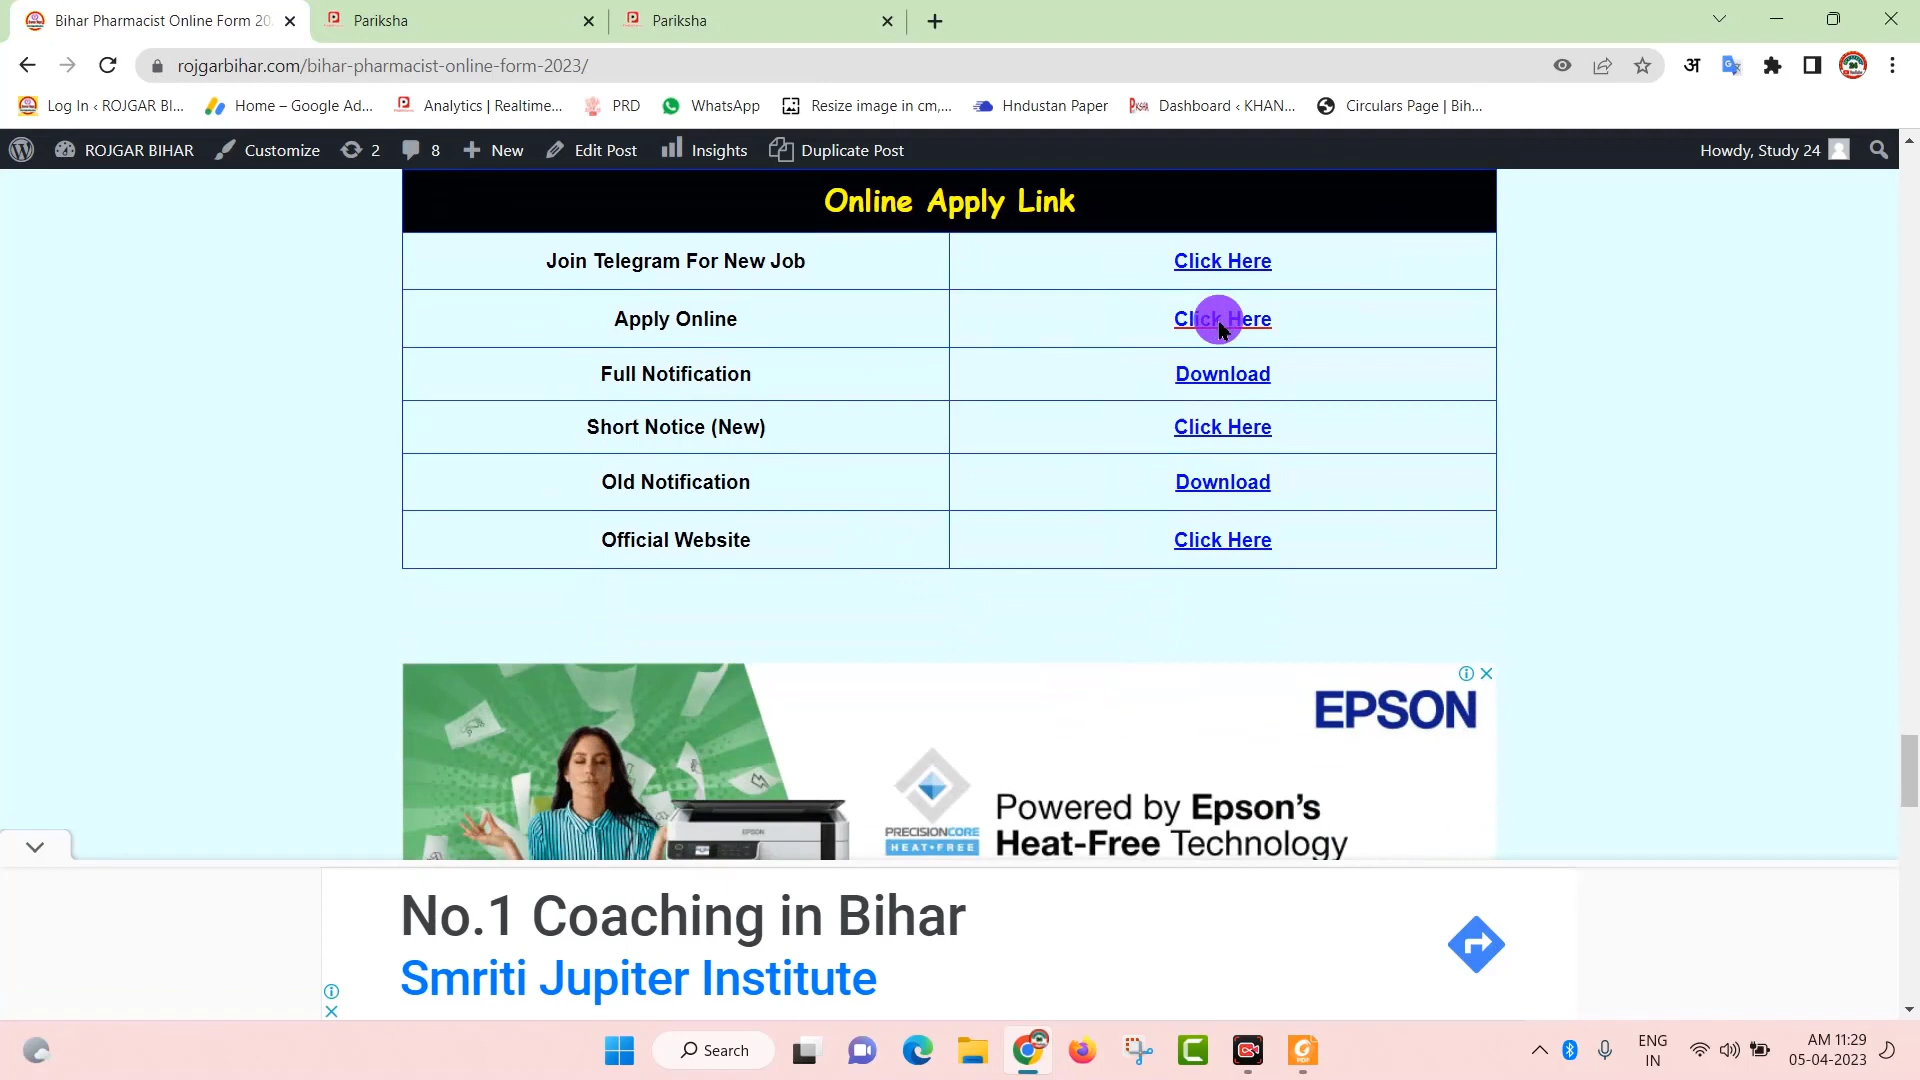 Bihar Pharmacist Online Form 20
Pariksha
Pariksha
rojgarbihar.com/bihar-pharmacist-online-form-2023/
Log In ‹ ROJGAR BI...
Home – Google Ad...
Analytics | Realtime...
PRD
WhatsApp
Resize image in cm,...
Hndustan Paper
Dashboard ‹ KHAN...
Circulars Page | Bih...
ROJGAR BIHAR
Customize
2
8
New
Edit Post
Insights
Duplicate Post
Howdy, Study 24
Online Apply Link
Join Telegram For New Job
Click Here
Apply Online
Click Here
Full Notification
Download
Short Notice (New)
Click Here
Old Notification
Download
Official Website
Click Here
EPSON
EPSON
PRECISIONCORE
HEAT•FREE
Powered by Epson's
Heat-Free Technology
No.1 Coaching in Bihar
Smriti Jupiter Institute
Search
ENG
IN
AM 11:29
05-04-2023